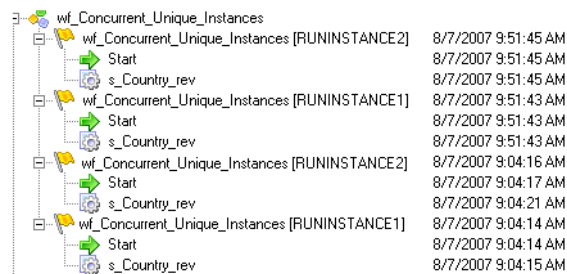 wf_Concurrent_Unique_Instances
wf_Concurrent_Unique_Instances [RUNINSTANCE2] 8/7/2007 9:51:45 AM
Start 8/7/2007 9:51:45 AM
s_Country_rev 8/7/2007 9:51:45 AM
wf_Concurrent_Unique_Instances [RUNINSTANCE1] 8/7/2007 9:51:43 AM
Start 8/7/2007 9:51:43 AM
s_Country_rev 8/7/2007 9:51:43 AM
wf_Concurrent_Unique_Instances [RUNINSTANCE2] 8/7/2007 9:04:16 AM
Start 8/7/2007 9:04:17 AM
s_Country_rev 8/7/2007 9:04:21 AM
wf_Concurrent_Unique_Instances [RUNINSTANCE1] 8/7/2007 9:04:14 AM
Start 8/7/2007 9:04:14 AM
s_Country_rev 8/7/2007 9:04:15 AM